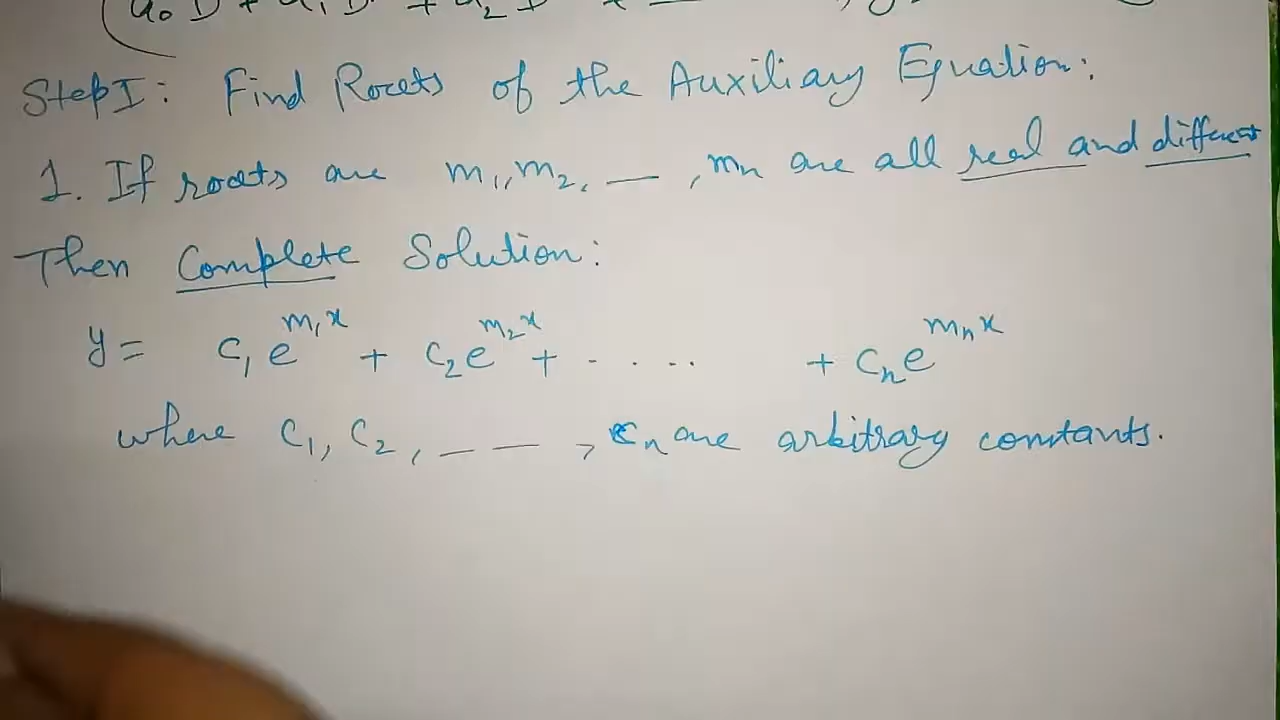 Step I: Find Roots of the Auxiliary Equation:
1. If roots are m₁, m₂, — , mₙ are all real and different
Then Complete Solution:
y = c₁e^{m₁x} + c₂e^{m₂x} + - . . . . + cₙe^{mₙx}
where c₁, c₂, — — , cₙ are arbitrary constants.